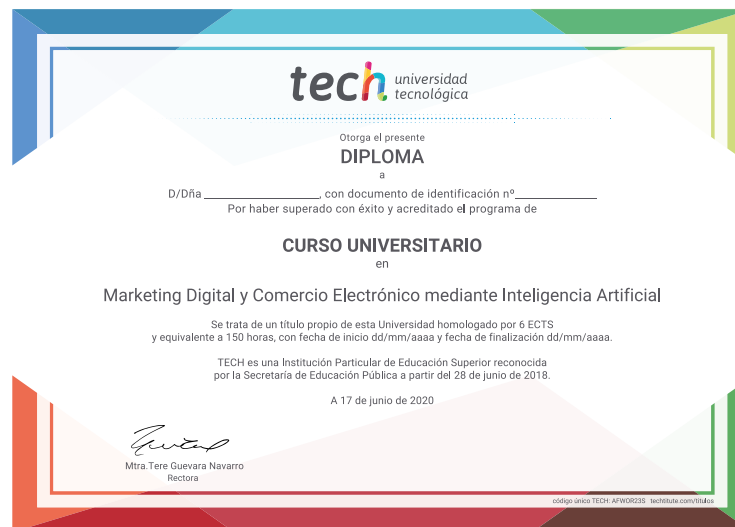 tech universidad
tecnológica
Otorga el presente
DIPLOMA
a
D/Dña ____________________, con documento de identificación nº______________
Por haber superado con éxito y acreditado el programa de
CURSO UNIVERSITARIO
en
Marketing Digital y Comercio Electrónico mediante Inteligencia Artificial
Se trata de un título propio de esta Universidad homologado por 6 ECTS
y equivalente a 150 horas, con fecha de inicio dd/mm/aaaa y fecha de finalización dd/mm/aaaa.
TECH es una Institución Particular de Educación Superior reconocida
por la Secretaría de Educación Pública a partir del 28 de junio de 2018.
A 17 de junio de 2020
Mtra.Tere Guevara Navarro
Rectora
código único TECH: AFWOR23S techtitute.com/titulos